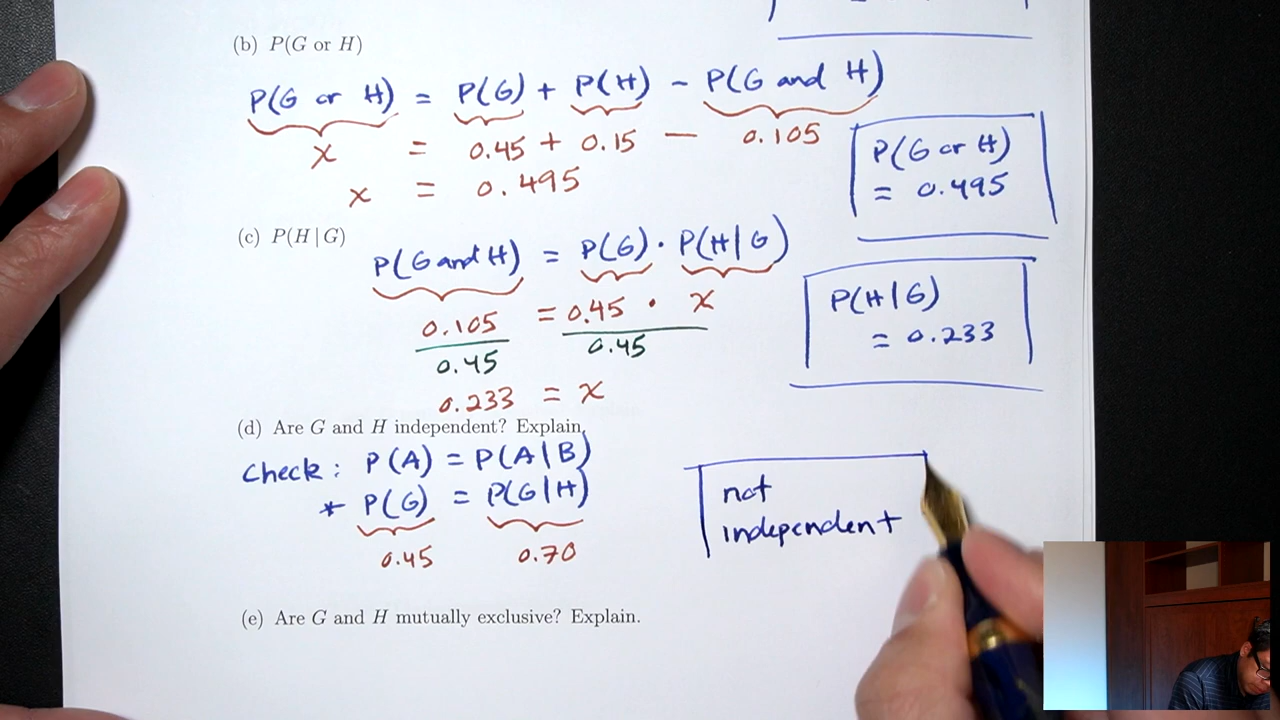 (b) P(G or H)
P(G or H) = P(G) + P(H) - P(G and H)
x = 0.45 + 0.15 — 0.105
x = 0.495
P(G or H)
= 0.495
(c) P(H | G)
P(G and H) = P(G) · P(H|G)
0.105 = 0.45 · x
0.45 0.45
0.233 = x
P(H|G)
= 0.233
(d) Are G and H independent? Explain.
Check: P(A) = P(A|B)
* P(G) = P(G|H)
0.45 0.70
not
independent
(e) Are G and H mutually exclusive? Explain.